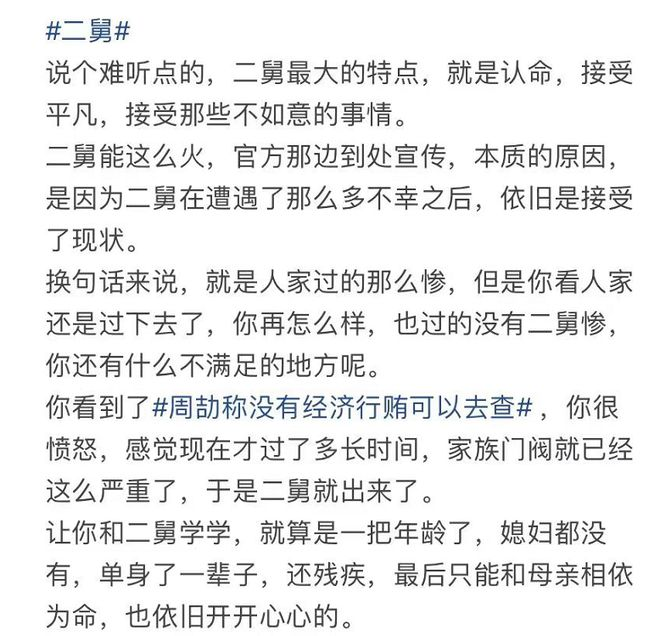 #二舅#
说个难听点的，二舅最大的特点，就是认命，接受
平凡，接受那些不如意的事情。
二舅能这么火，官方那边到处宣传，本质的原因，
是因为二舅在遭遇了那么多不幸之后，依旧是接受
了现状。
换句话来说，就是人家过的那么惨，但是你看人家
还是过下去了，你再怎么样，也过的没有二舅惨，
你还有什么不满足的地方呢。
你看到了#周劼称没有经济行贿可以去查#，你很
愤怒，感觉现在才过了多长时间，家族门阀就已经
这么严重了，于是二舅就出来了。
让你和二舅学学，就算是一把年龄了，媳妇都没
有，单身了一辈子，还残疾，最后只能和母亲相依
为命，也依旧开开心心的。